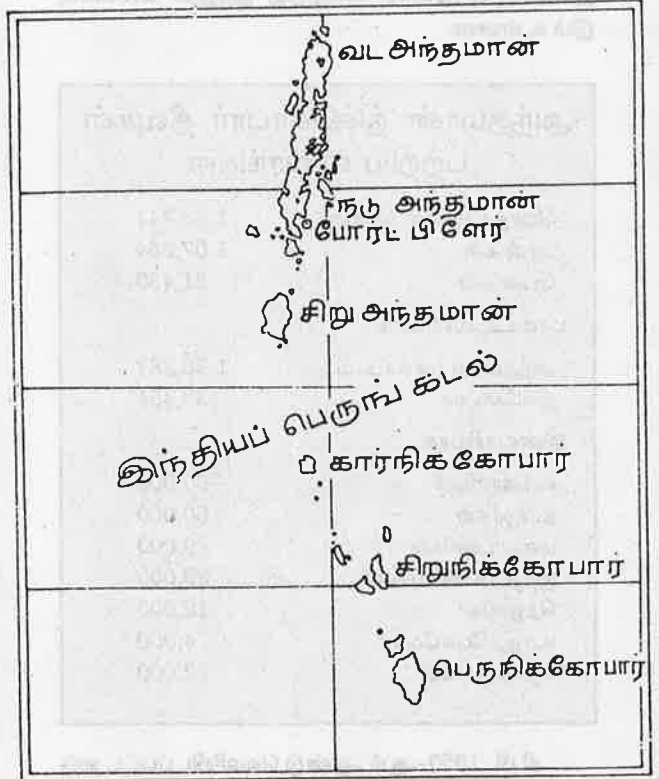 வட அந்தமான்
நடு அந்தமான்
போர்ட் பிளேர்
சிறு அந்தமான்
இந்தியப் பெருங் கடல்
கார்நிக்கோபார்
சிறுநிக்கோபார்
பெருநிக்கோபார்